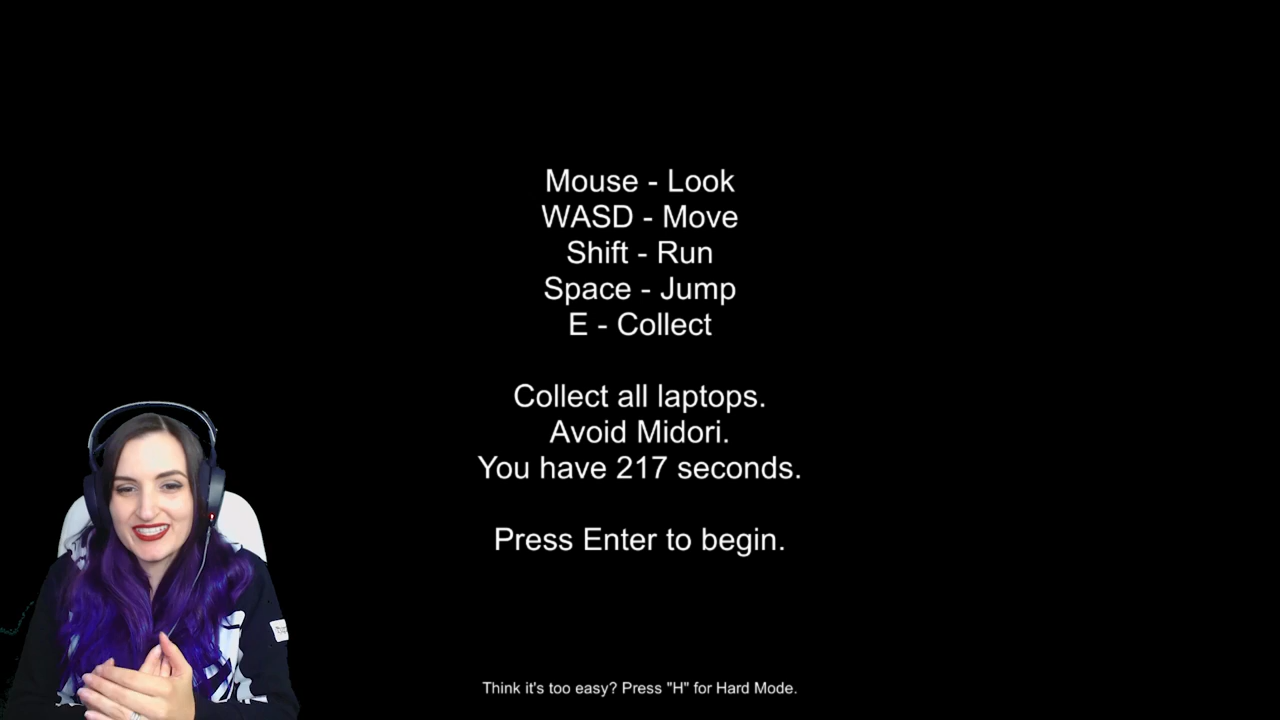 Mouse - Look
WASD - Move
Shift - Run
Space - Jump
E - Collect
Collect all laptops.
Avoid Midori.
You have 217 seconds.
Press Enter to begin.
Think it's too easy? Press "H" for Hard Mode.